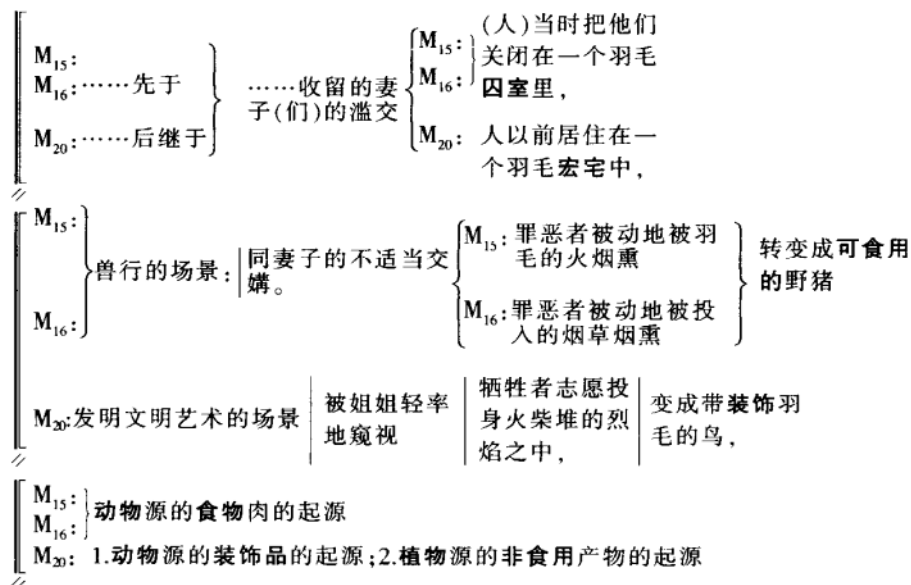 M15:
M16:……先于
M20:……后继于
……收留的妻
子(们)的滥交
M15:
M16:
(人)当时把他们
关闭在一个羽毛
囚室里，
M20: 人以前居住在一
个羽毛宏宅中，
M15:
M16:
兽行的场景：
同妻子的不适当交
媾。
M15:罪恶者被动地被羽
毛的火烟熏
M16:罪恶者被动地被投
入的烟草烟熏
转变成可食用
的野猪
M20:发明文明艺术的场景
被姐姐轻率
地窥视
牺牲者志愿投
身火柴堆的烈
焰之中，
变成带装饰羽
毛的鸟，
M15:
M16:
动物源的食物肉的起源
M20: 1.动物源的装饰品的起源;2.植物源的非食用产物的起源